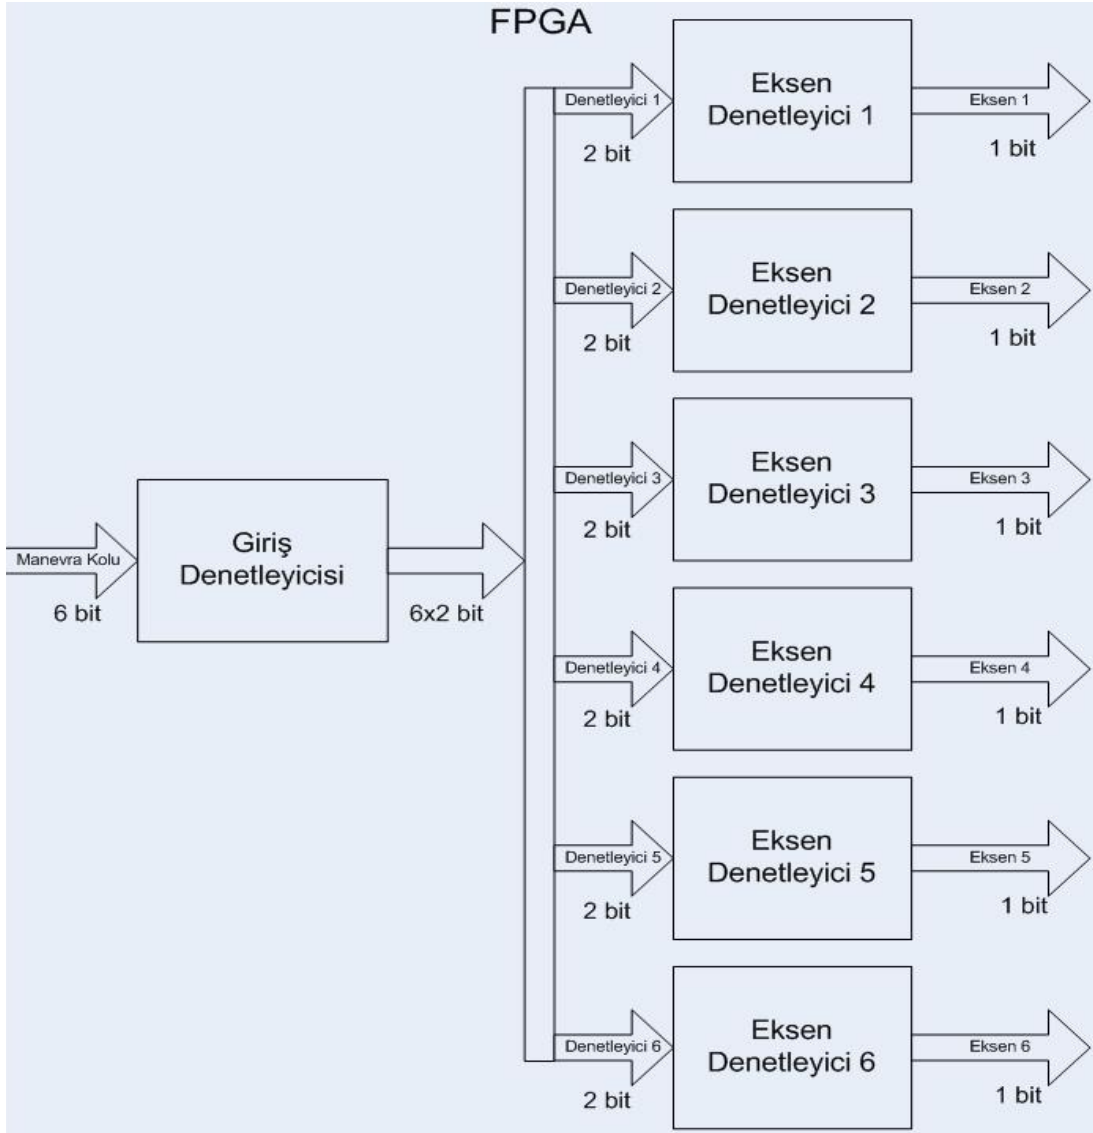 FPGA
Denetleyici 1
2 bit
Eksen
Denetleyici 1
Eksen 1
1 bit
Denetleyici 2
2 bit
Eksen
Denetleyici 2
Eksen 2
1 bit
Denetleyici 3
2 bit
Eksen
Denetleyici 3
Eksen 3
1 bit
Manevra Kolu
6 bit
Giriş
Denetleyicisi
6x2 bit
Denetleyici 4
2 bit
Eksen
Denetleyici 4
Eksen 4
1 bit
Denetleyici 5
2 bit
Eksen
Denetleyici 5
Eksen 5
1 bit
Denetleyici 6
2 bit
Eksen
Denetleyici 6
Eksen 6
1 bit